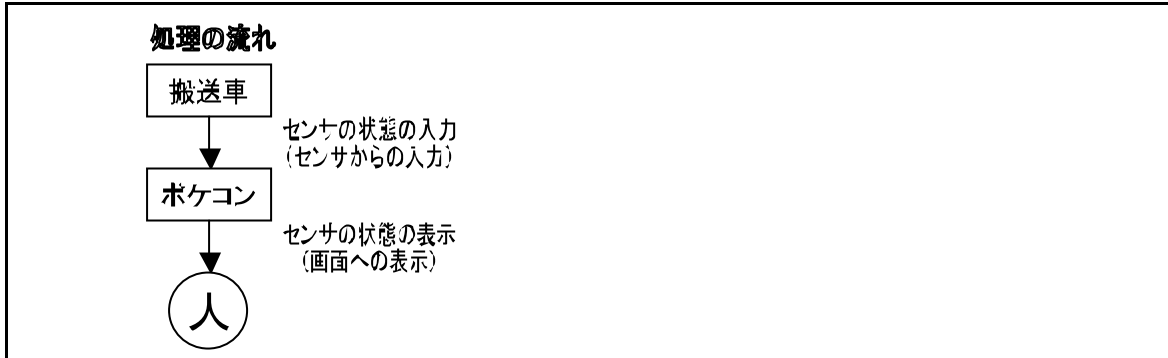 処理の流れ
搬送車
センサの状態の入力
(センサからの入力)
ポケコン
センサの状態の表示
(画面への表示)
人